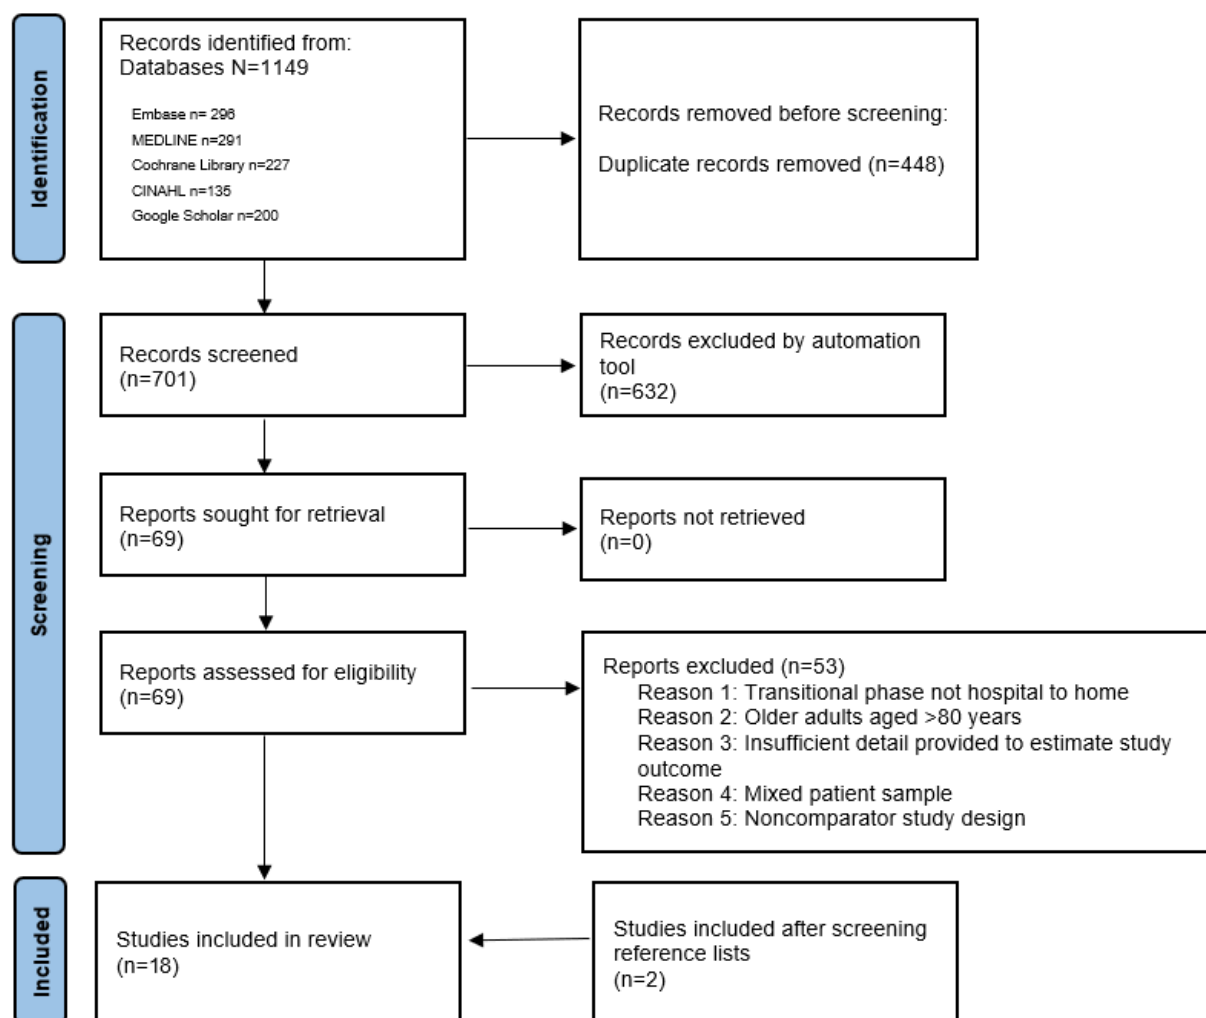 Identification
Records identified from:
Databases N=1149
Embase n= 296
MEDLINE n=291
Cochrane Library n=227
CINAHL n=135
Google Scholar n=200
Records removed before screening:
Duplicate records removed (n=448)
Screening
Records screened
(n=701)
Records excluded by automation
tool
(n=632)
Reports sought for retrieval
(n=69)
Reports not retrieved
(n=0)
Reports assessed for eligibility
(n=69)
Reports excluded (n=53)
Reason 1: Transitional phase not hospital to home
Reason 2: Older adults aged >80 years
Reason 3: Insufficient detail provided to estimate study
outcome
Reason 4: Mixed patient sample
Reason 5: Noncomparator study design
Included
Studies included in review
(n=18)
Studies included after screening
reference lists
(n=2)